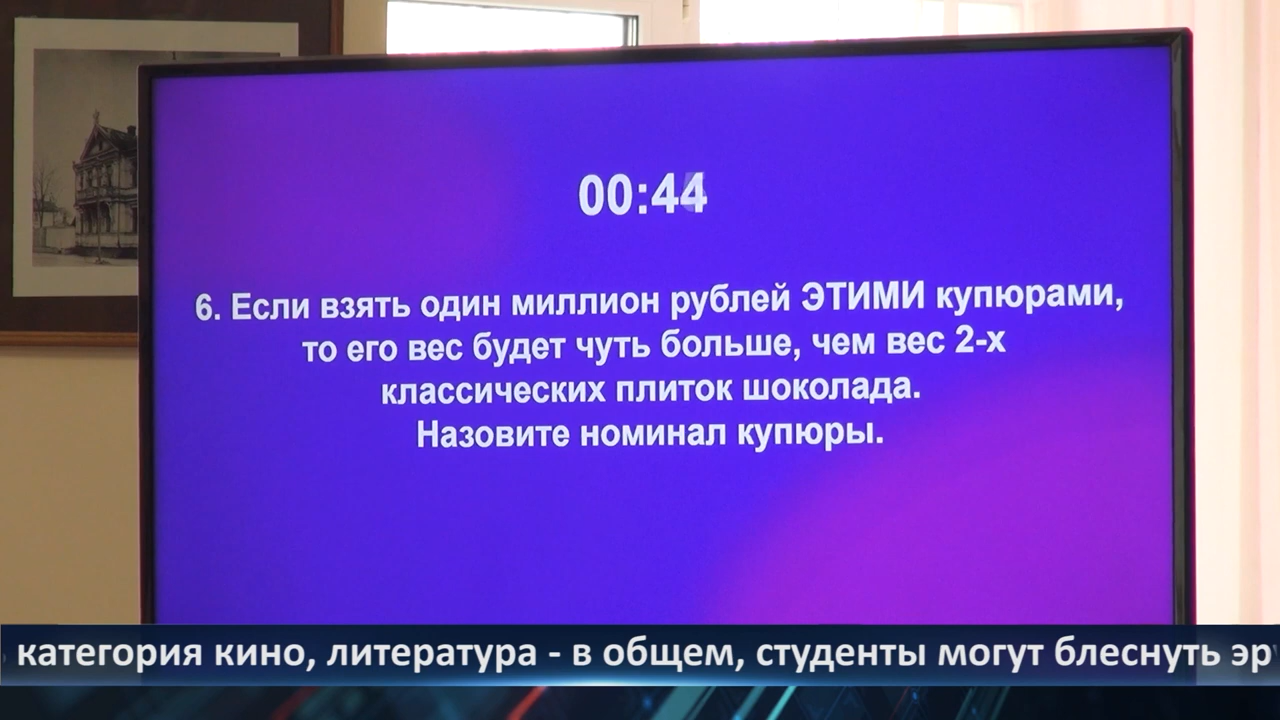 00:44
6. Если взять один миллион рублей ЭТИМИ купюрами,
то его вес будет чуть больше, чем вес 2-х
классических плиток шоколада.
Назовите номинал купюры.
категория кино, литература - в общем, студенты могут блеснуть